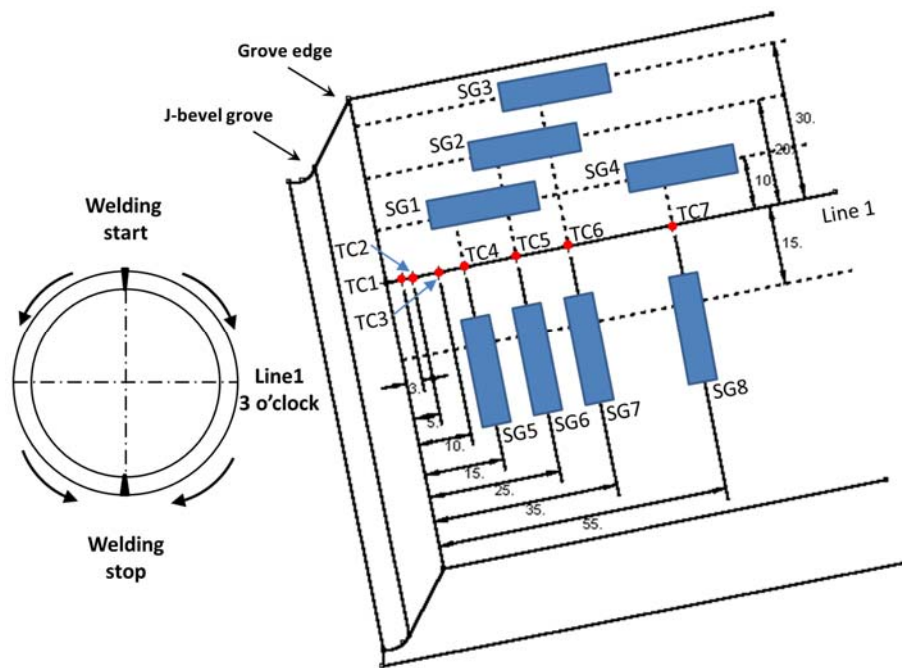 Grove edge
J-bevel grove
Welding
start
Line1
3 o'clock
Welding
stop
SG3
SG2
SG1
SG4
30.
20.
10.
Line 1
TC7
TC6
TC5
TC4
TC2
TC1
TC3
15.
3.
5.
10.
15.
25.
35.
55.
SG5
SG6
SG7
SG8